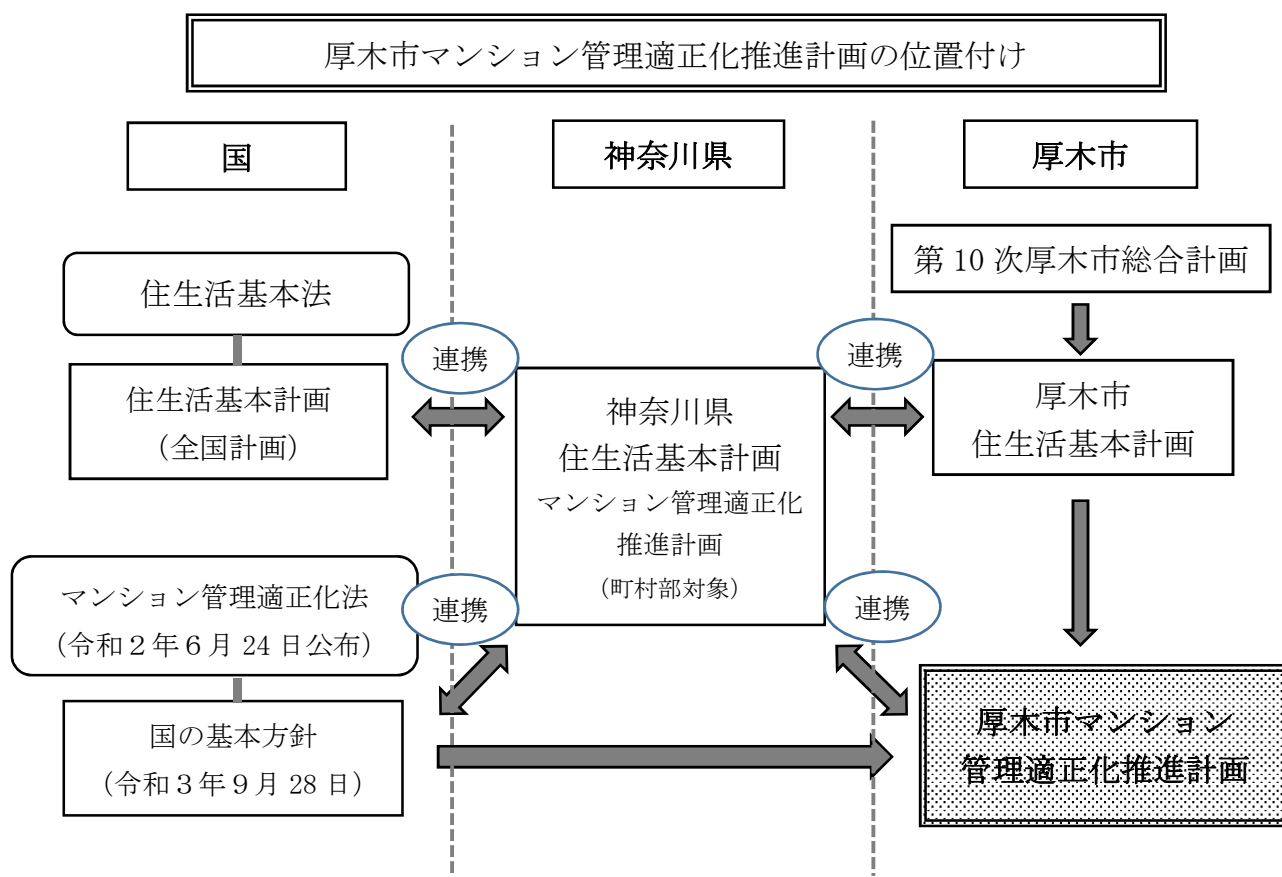 厚木市マンション管理適正化推進計画の位置付け
国
神奈川県
厚木市
住生活基本法
住生活基本計画
(全国計画)
マンション管理適正化法
(令和2年6月24日公布)
国の基本方針
(令和3年9月28日)
連携
連携
神奈川県
住生活基本計画
マンション管理適正化
推進計画
(町村部対象)
連携
連携
第10次厚木市総合計画
厚木市
住生活基本計画
厚木市マンション
管理適正化推進計画